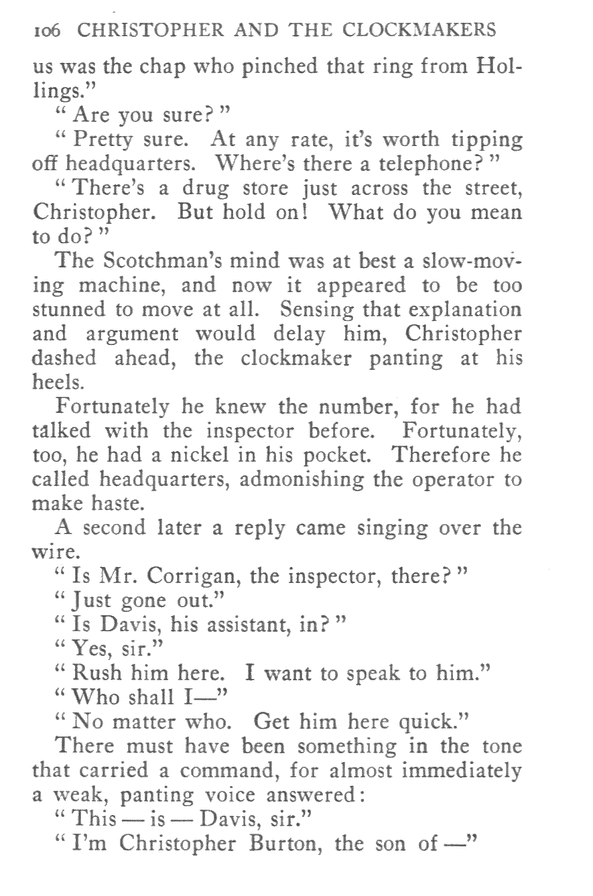 106 CHRISTOPHER AND THE CLOCKMAKERS
us was the chap who pinched that ring from Hol-
lings.”
“ Are you sure? ”
“ Pretty sure. At any rate, it’s worth tipping
off headquarters. Where’s there a telephone? ”
“ There’s a drug store just across the street,
Christopher. But hold on! What do you mean
to do? ”
The Scotchman’s mind was at best a slow-mov-
ing machine, and now it appeared to be too
stunned to move at all. Sensing that explanation
and argument would delay him, Christopher
dashed ahead, the clockmaker panting at his
heels.
Fortunately he knew the number, for he had
talked with the inspector before. Fortunately,
too, he had a nickel in his pocket. Therefore he
called headquarters, admonishing the operator to
make haste.
A second later a reply came singing over the
wire.
“ Is Mr. Corrigan, the inspector, there? ”
“ Just gone out.”
“ Is Davis, his assistant, in? ”
“ Yes, sir.”
“ Rush him here. I want to speak to him.”
“ Who shall I—”
“ No matter who. Get him here quick.”
There must have been something in the tone
that carried a command, for almost immediately
a weak, panting voice answered:
“ This — is — Davis, sir.”
“ I’m Christopher Burton, the son of —”